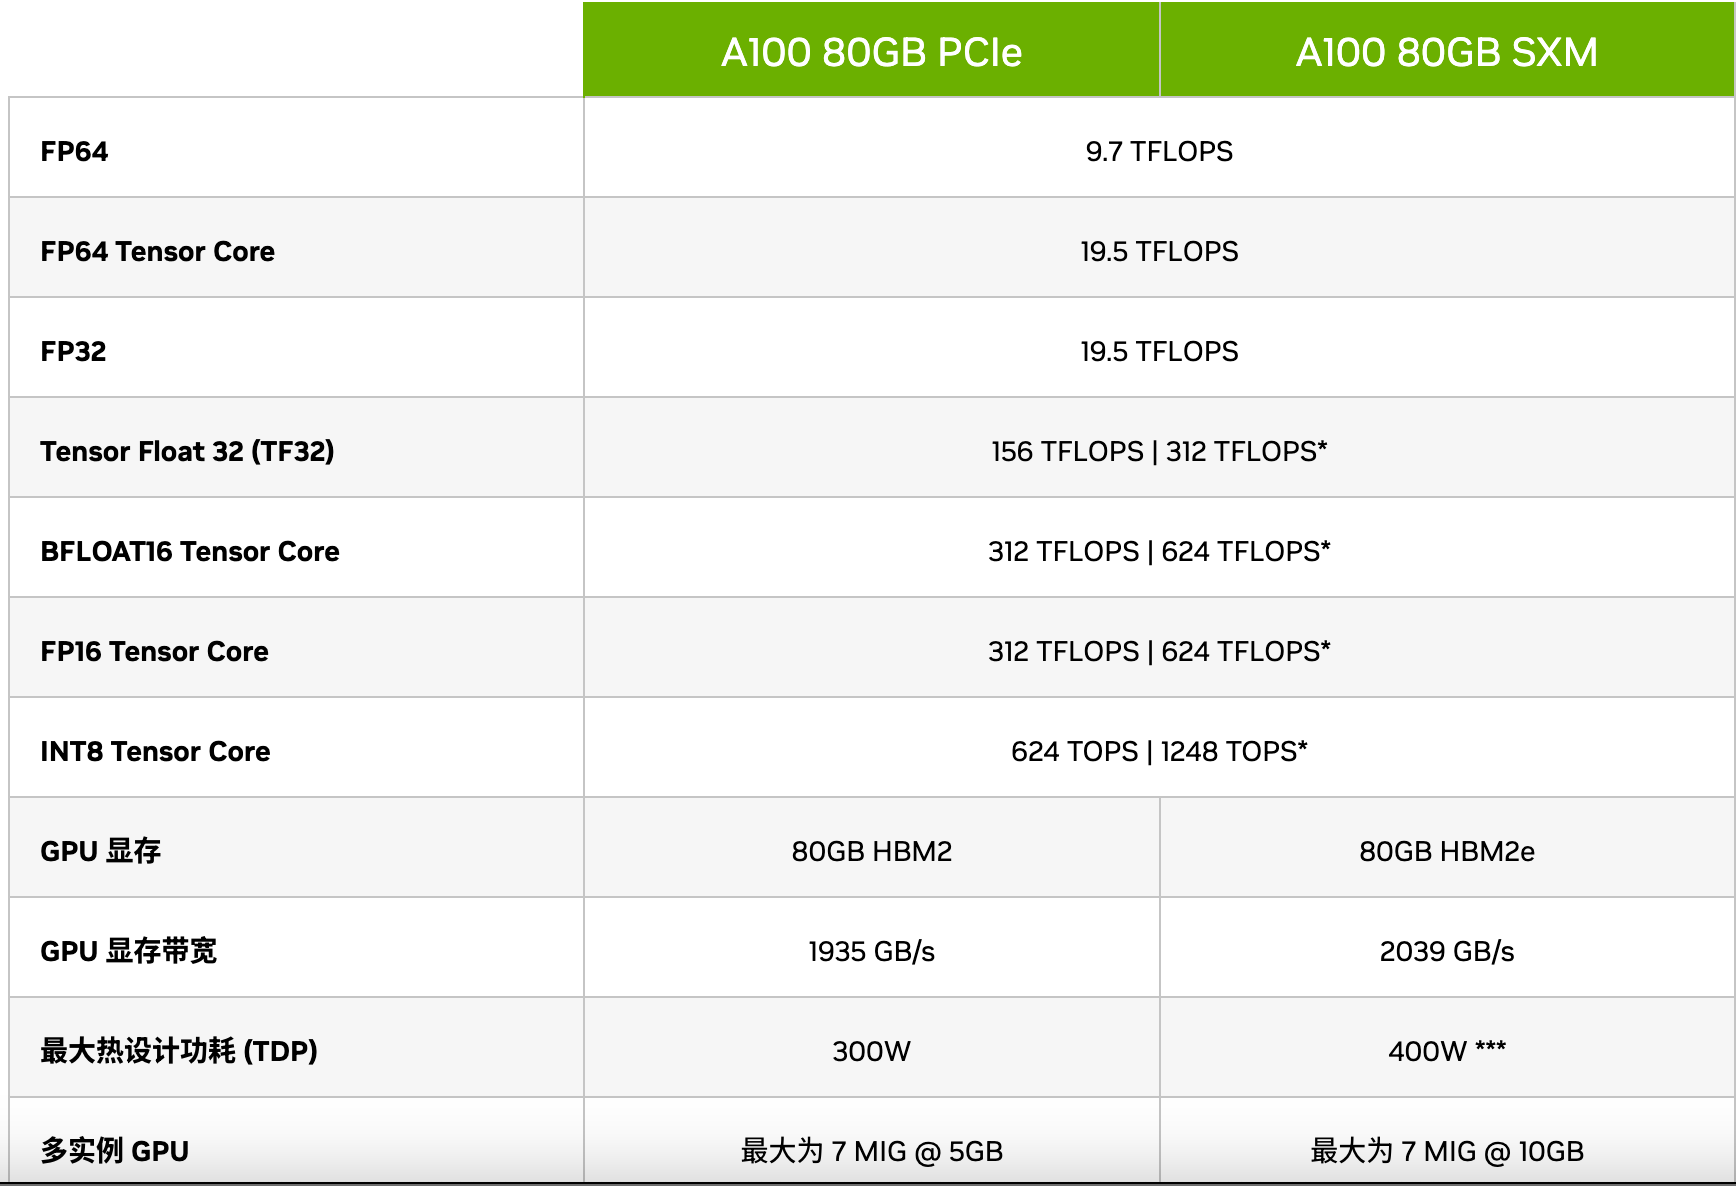 A100 80GB PCIe A100 80GB SXM
FP64 9.7 TFLOPS
FP64 Tensor Core 19.5 TFLOPS
FP32 19.5 TFLOPS
Tensor Float 32 (TF32) 156 TFLOPS | 312 TFLOPS*
BFLOAT16 Tensor Core 312 TFLOPS | 624 TFLOPS*
FP16 Tensor Core 312 TFLOPS | 624 TFLOPS*
INT8 Tensor Core 624 TOPS | 1248 TOPS*
GPU 显存 80GB HBM2 80GB HBM2e
GPU 显存带宽 1935 GB/s 2039 GB/s
最大热设计功耗 (TDP) 300W 400W ***
多实例 GPU 最大为 7 MIG @ 5GB 最大为 7 MIG @ 10GB